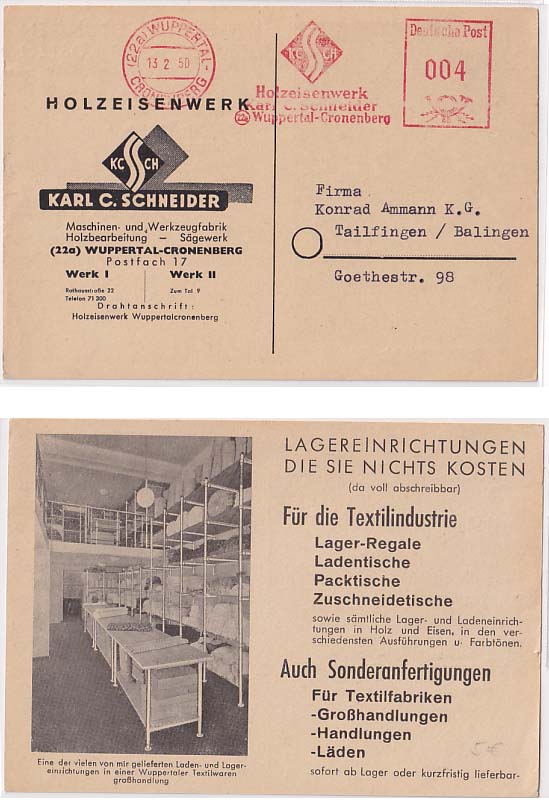 (22a) WUPPERTAL-
CRONENBERG
13 2 50
KC S CH
Holzeisenwerk
Karl C. Schneider
(22a) Wuppertal-Cronenberg
Deutsche Post
004
HOLZEISENWERK
KC S CH
KARL C. SCHNEIDER
Maschinen- und Werkzeugfabrik
Holzbearbeitung – Sägewerk
(22a) WUPPERTAL-CRONENBERG
Postfach 17
Werk I Werk II
Rathausstraße 22 Zum Tal 9
Telefon 71 300
Drahtanschrift:
Holzeisenwerk Wuppertalcronenberg
Firma
Konrad Ammann K.G.
Tailfingen / Balingen
Goethestr. 98
LAGEREINRICHTUNGEN
DIE SIE NICHTS KOSTEN
(da voll abschreibbar)
Für die Textilindustrie
Lager-Regale
Ladentische
Packtische
Zuschneidetische
sowie sämtliche Lager- und Ladeneinrich-
tungen in Holz und Eisen, in den ver-
schiedensten Ausführungen u. Farbtönen.
Auch Sonderanfertigungen
Für Textilfabriken
-Großhandlungen
-Handlungen
-Läden
5€
sofort ab Lager oder kurzfristig lieferbar-
Eine der vielen von mir gelieferten Laden- und Lager-
einrichtungen in einer Wuppertaler Textilwaren
großhandlung